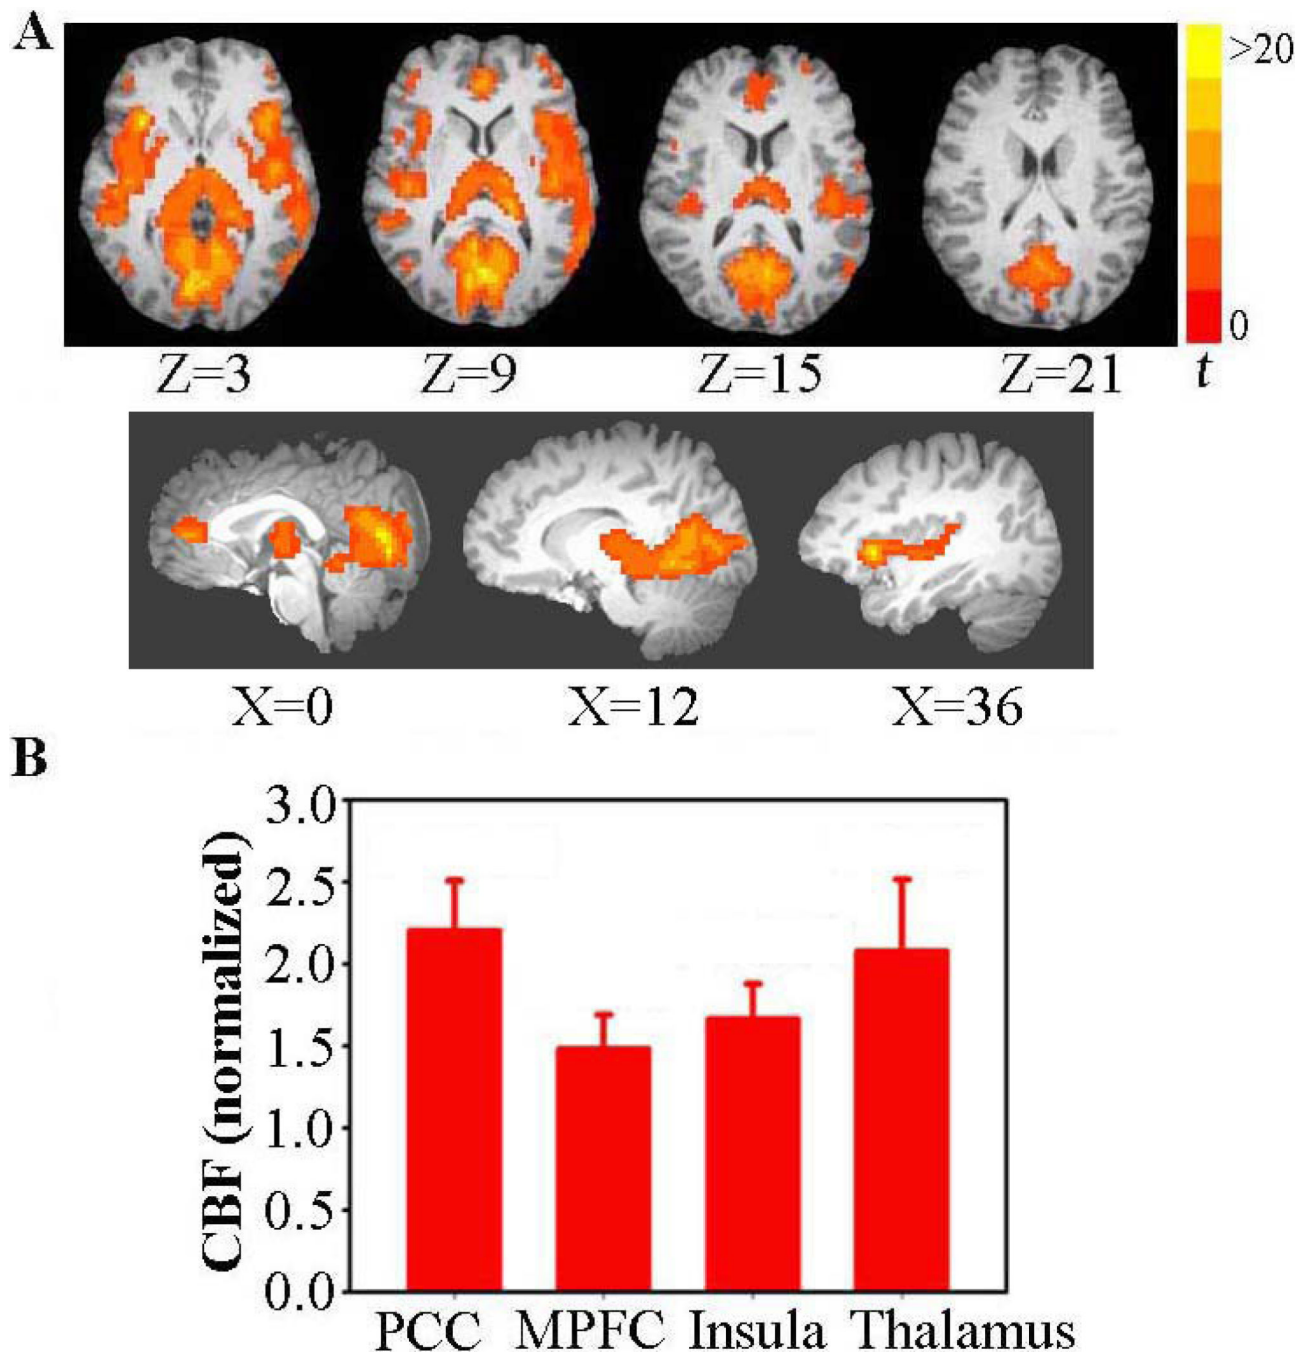 A
>20
0
Z=3 Z=9 Z=15 Z=21 t
X=0 X=12 X=36
B
3.0
2.5
2.0
1.5
1.0
0.5
0.0
CBF (normalized)
PCC MPFC Insula Thalamus